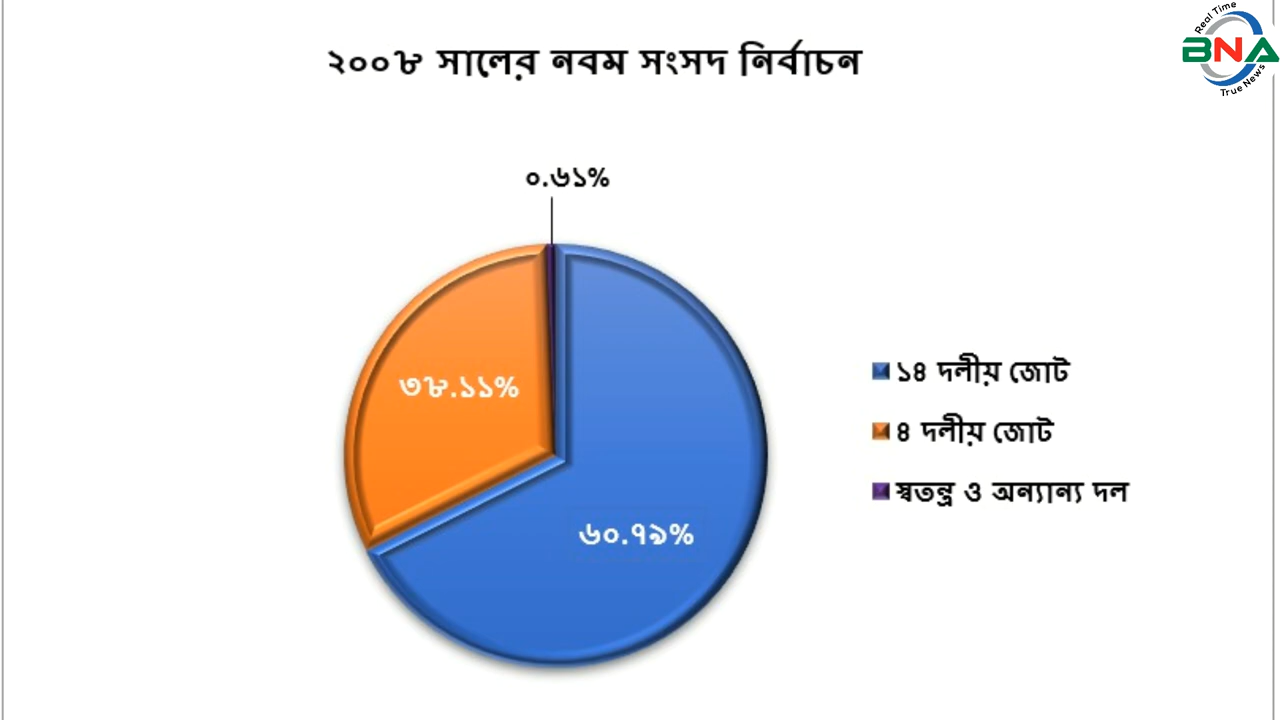 Real Time
BNA
True News
২০০৮ সালের নবম সংসদ নির্বাচন
০.৬১%
৩৮.১১%
৬০.৭৯%
১৪ দলীয় জোট
৪ দলীয় জোট
স্বতন্ত্র ও অন্যান্য দল